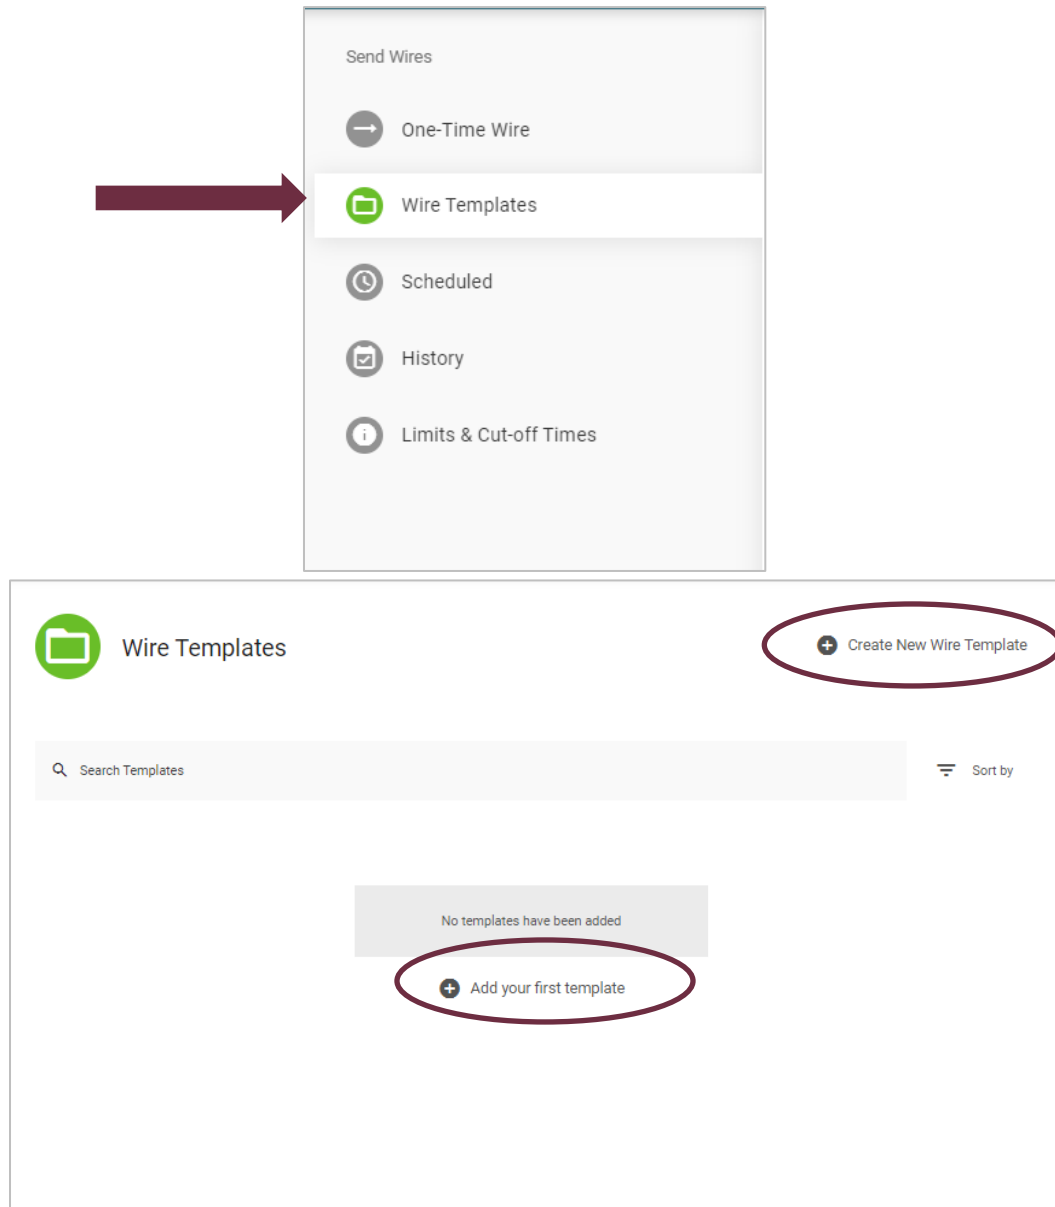 Send Wires
One-Time Wire
Wire Templates
Scheduled
History
Limits & Cut-off Times
Wire Templates
Create New Wire Template
Search Templates
Sort by
No templates have been added
Add your first template